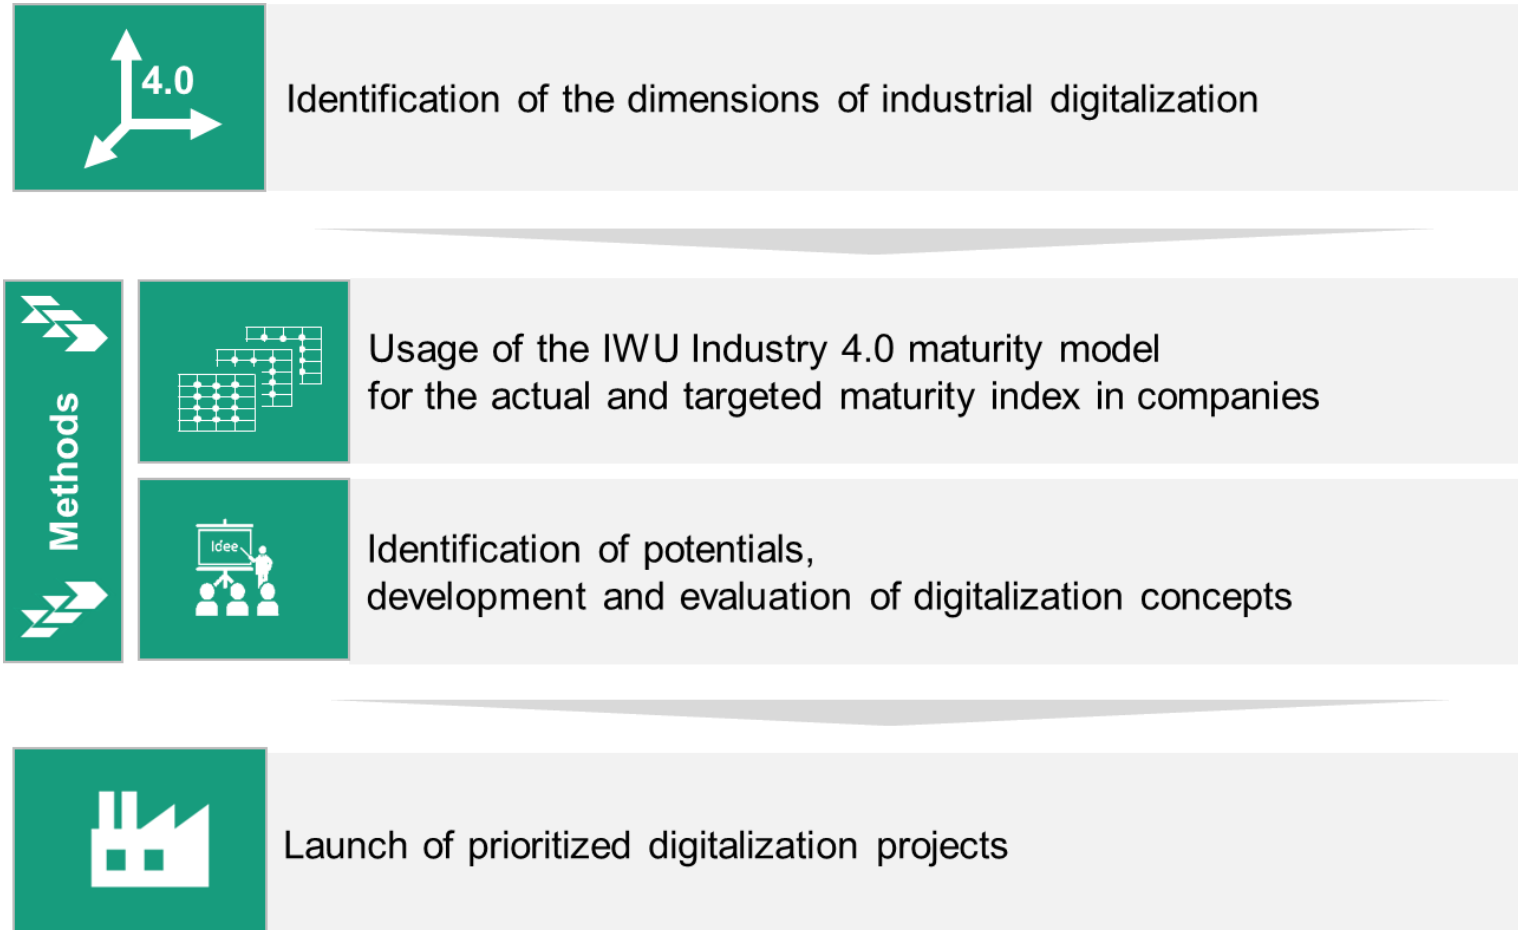 4.0
Identification of the dimensions of industrial digitalization
Methods
Usage of the IWU Industry 4.0 maturity model
for the actual and targeted maturity index in companies
Idee
Identification of potentials,
development and evaluation of digitalization concepts
Launch of prioritized digitalization projects